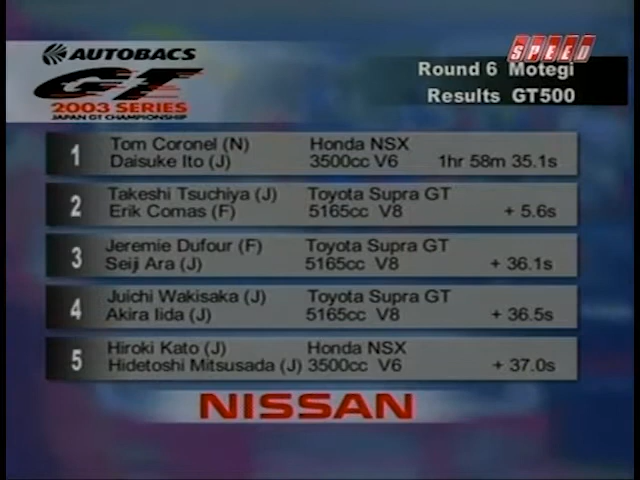 AUTOBACS
GT
2003 SERIES
JAPAN GT CHAMPIONSHIP
SPEED
Round 6 Motegi
Results GT500
1 Tom Coronel (N) Honda NSX
Daisuke Ito (J) 3500cc V6 1hr 58m 35.1s
2 Takeshi Tsuchiya (J) Toyota Supra GT
Erik Comas (F) 5165cc V8 + 5.6s
3 Jeremie Dufour (F) Toyota Supra GT
Seiji Ara (J) 5165cc V8 + 36.1s
4 Juichi Wakisaka (J) Toyota Supra GT
Akira Iida (J) 5165cc V8 + 36.5s
5 Hiroki Kato (J) Honda NSX
Hidetoshi Mitsusada (J) 3500cc V6 + 37.0s
NISSAN